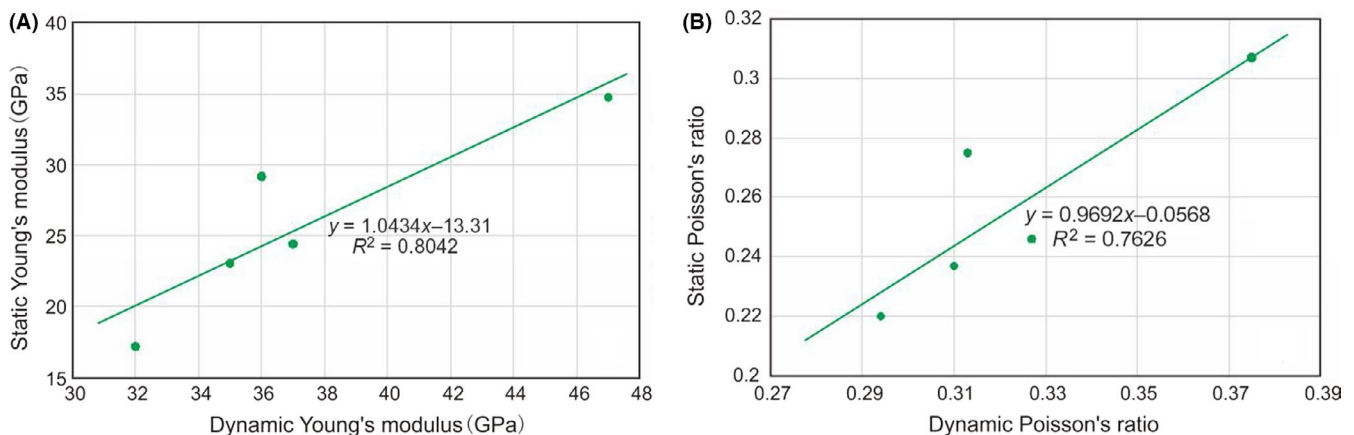 (A)
Static Young's modulus (GPa)
40
35
30
25
20
15
y = 1.0434x–13.31
R² = 0.8042
30 32 34 36 38 40 42 44 46 48
Dynamic Young's modulus (GPa)
(B)
Static Poisson's ratio
0.32
0.3
0.28
0.26
0.24
0.22
0.2
y = 0.9692x–0.0568
R² = 0.7626
0.27 0.29 0.31 0.33 0.35 0.37 0.39
Dynamic Poisson's ratio